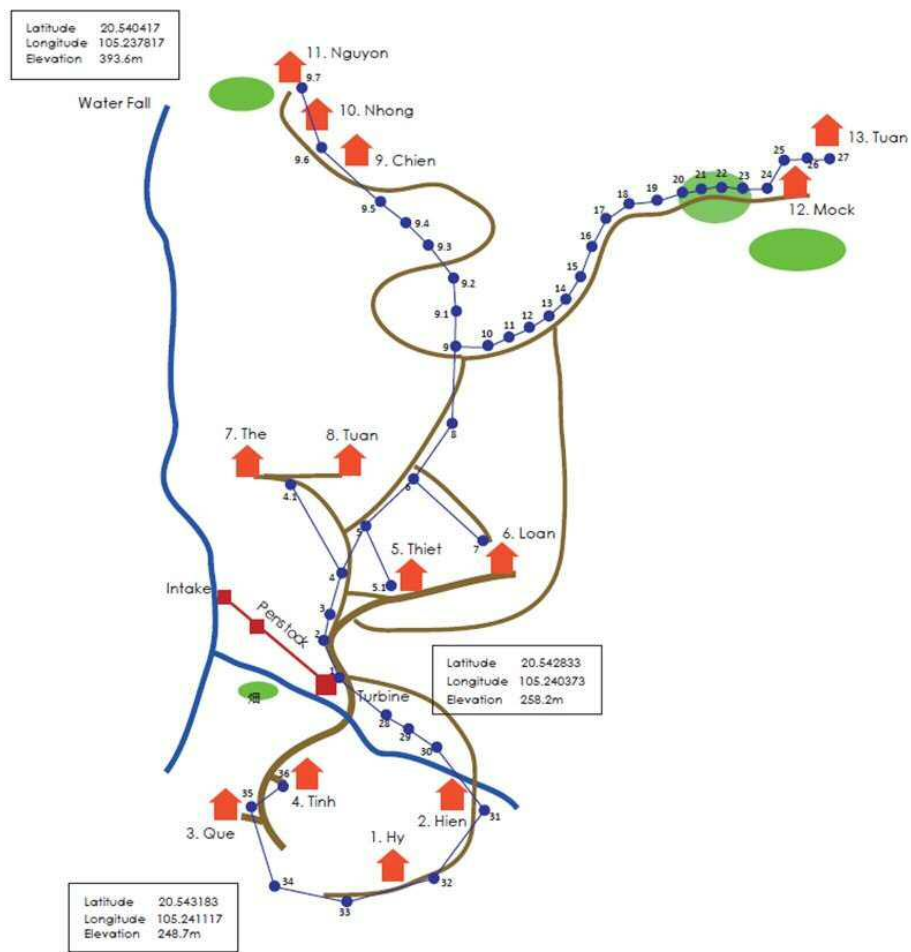 Latitude 20.540417
Longitude 105.237817
Elevation 393.6m
Water Fall
11. Nguyon
9.7
10. Nhong
9.6
9. Chien
9.5
9.4
9.3
9.2
9.1
9
13. Tuan
25
26
27
24
23
22
21
20
19
18
17
12. Mock
16
15
14
13
12
11
10
8
7. The
8. Tuan
4.1
6
5
7
6. Loan
5. Thiet
5.1
4
Intake
Penstock
3
2
1
Turbine
畑
Latitude 20.542833
Longitude 105.240373
Elevation 258.2m
28
29
30
31
36
4. Tinh
35
3. Que
2. Hien
1. Hy
32
34
33
Latitude 20.543183
Longitude 105.241117
Elevation 248.7m